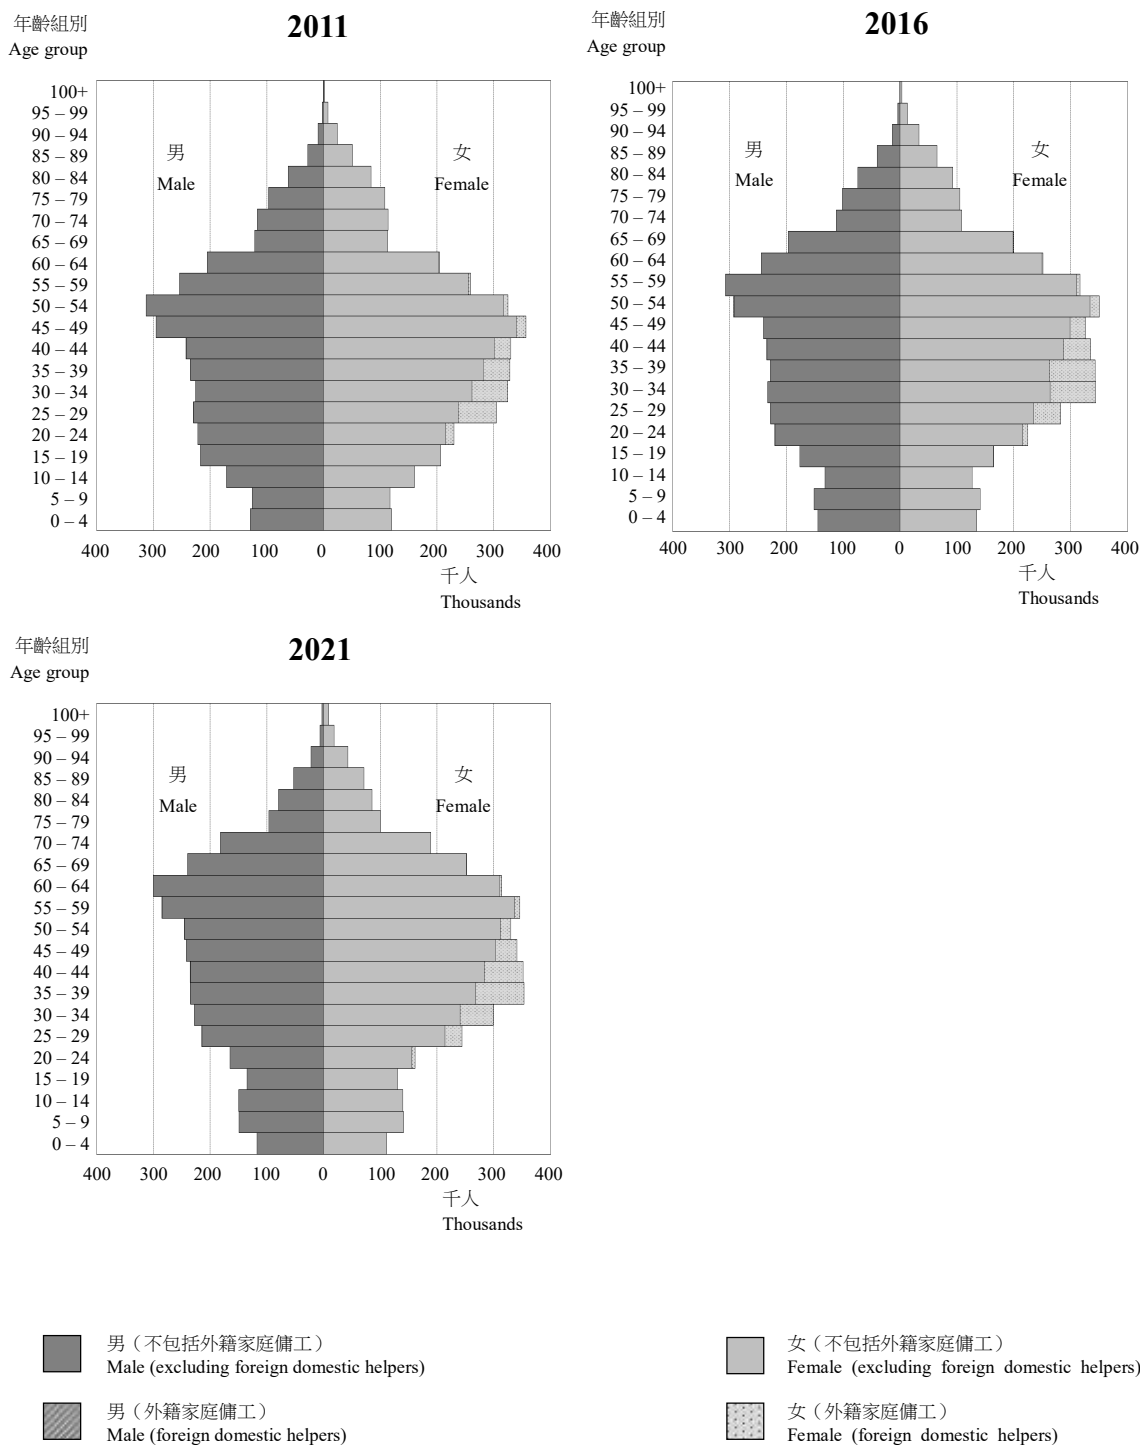 年齡組別
Age group
2011
100+
95 – 99
90 – 94
85 – 89
80 – 84
75 – 79
70 – 74
65 – 69
60 – 64
55 – 59
50 – 54
45 – 49
40 – 44
35 – 39
30 – 34
25 – 29
20 – 24
15 – 19
10 – 14
5 – 9
0 – 4
男
Male
女
Female
400 300 200 100 0 100 200 300 400
千人
Thousands
年齡組別
Age group
2016
100+
95 – 99
90 – 94
85 – 89
80 – 84
75 – 79
70 – 74
65 – 69
60 – 64
55 – 59
50 – 54
45 – 49
40 – 44
35 – 39
30 – 34
25 – 29
20 – 24
15 – 19
10 – 14
5 – 9
0 – 4
男
Male
女
Female
400 300 200 100 0 100 200 300 400
千人
Thousands
年齡組別
Age group
2021
100+
95 – 99
90 – 94
85 – 89
80 – 84
75 – 79
70 – 74
65 – 69
60 – 64
55 – 59
50 – 54
45 – 49
40 – 44
35 – 39
30 – 34
25 – 29
20 – 24
15 – 19
10 – 14
5 – 9
0 – 4
男
Male
女
Female
400 300 200 100 0 100 200 300 400
千人
Thousands
男（不包括外籍家庭傭工）
Male (excluding foreign domestic helpers)
男（外籍家庭傭工）
Male (foreign domestic helpers)
女（不包括外籍家庭傭工）
Female (excluding foreign domestic helpers)
女（外籍家庭傭工）
Female (foreign domestic helpers)